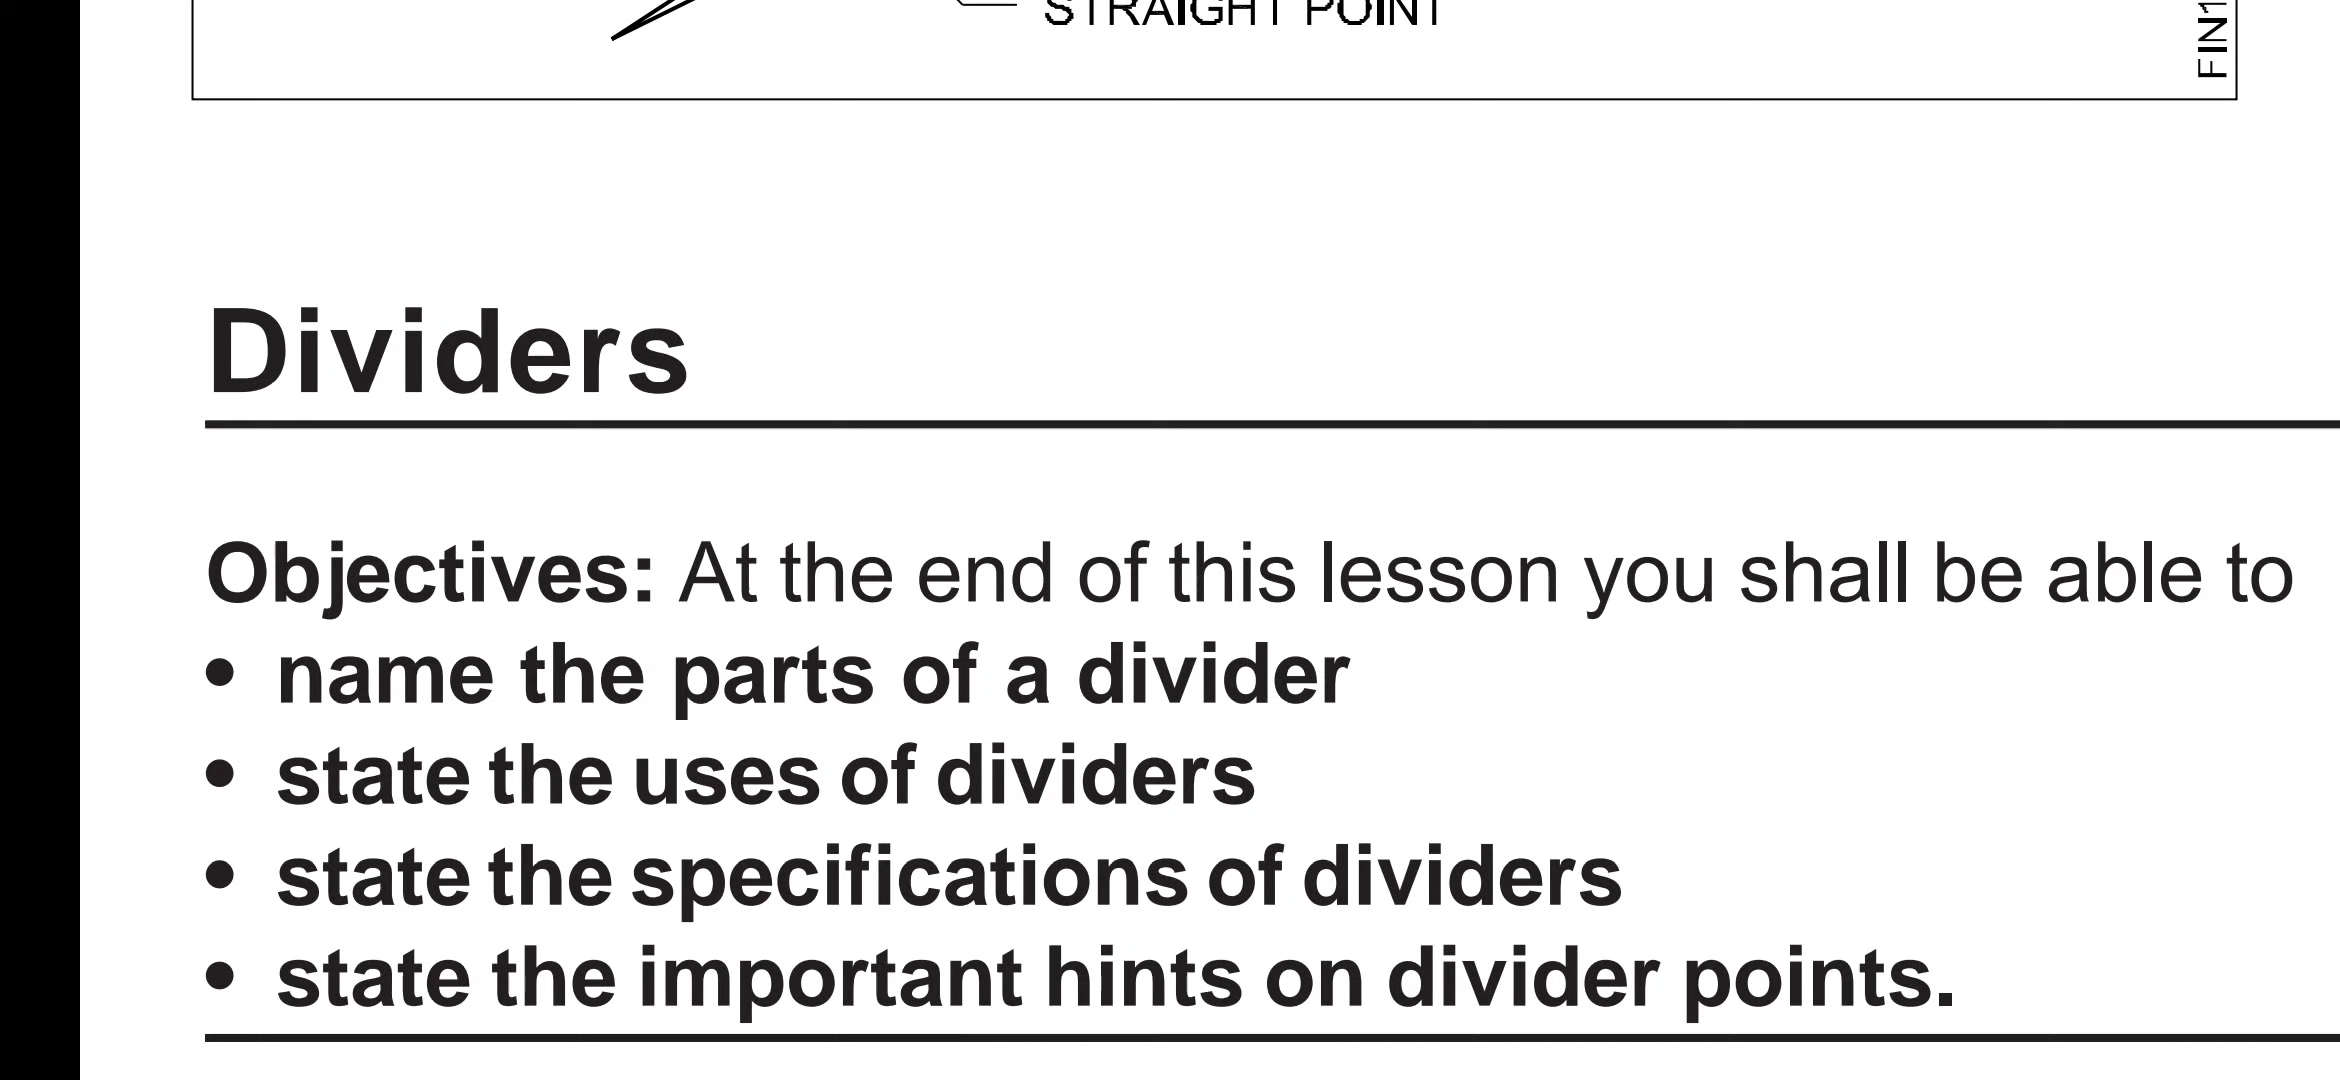 STRAIGHT POINT
FIN1
Dividers
Objectives: At the end of this lesson you shall be able to
• name the parts of a divider
• state the uses of dividers
• state the specifications of dividers
• state the important hints on divider points.